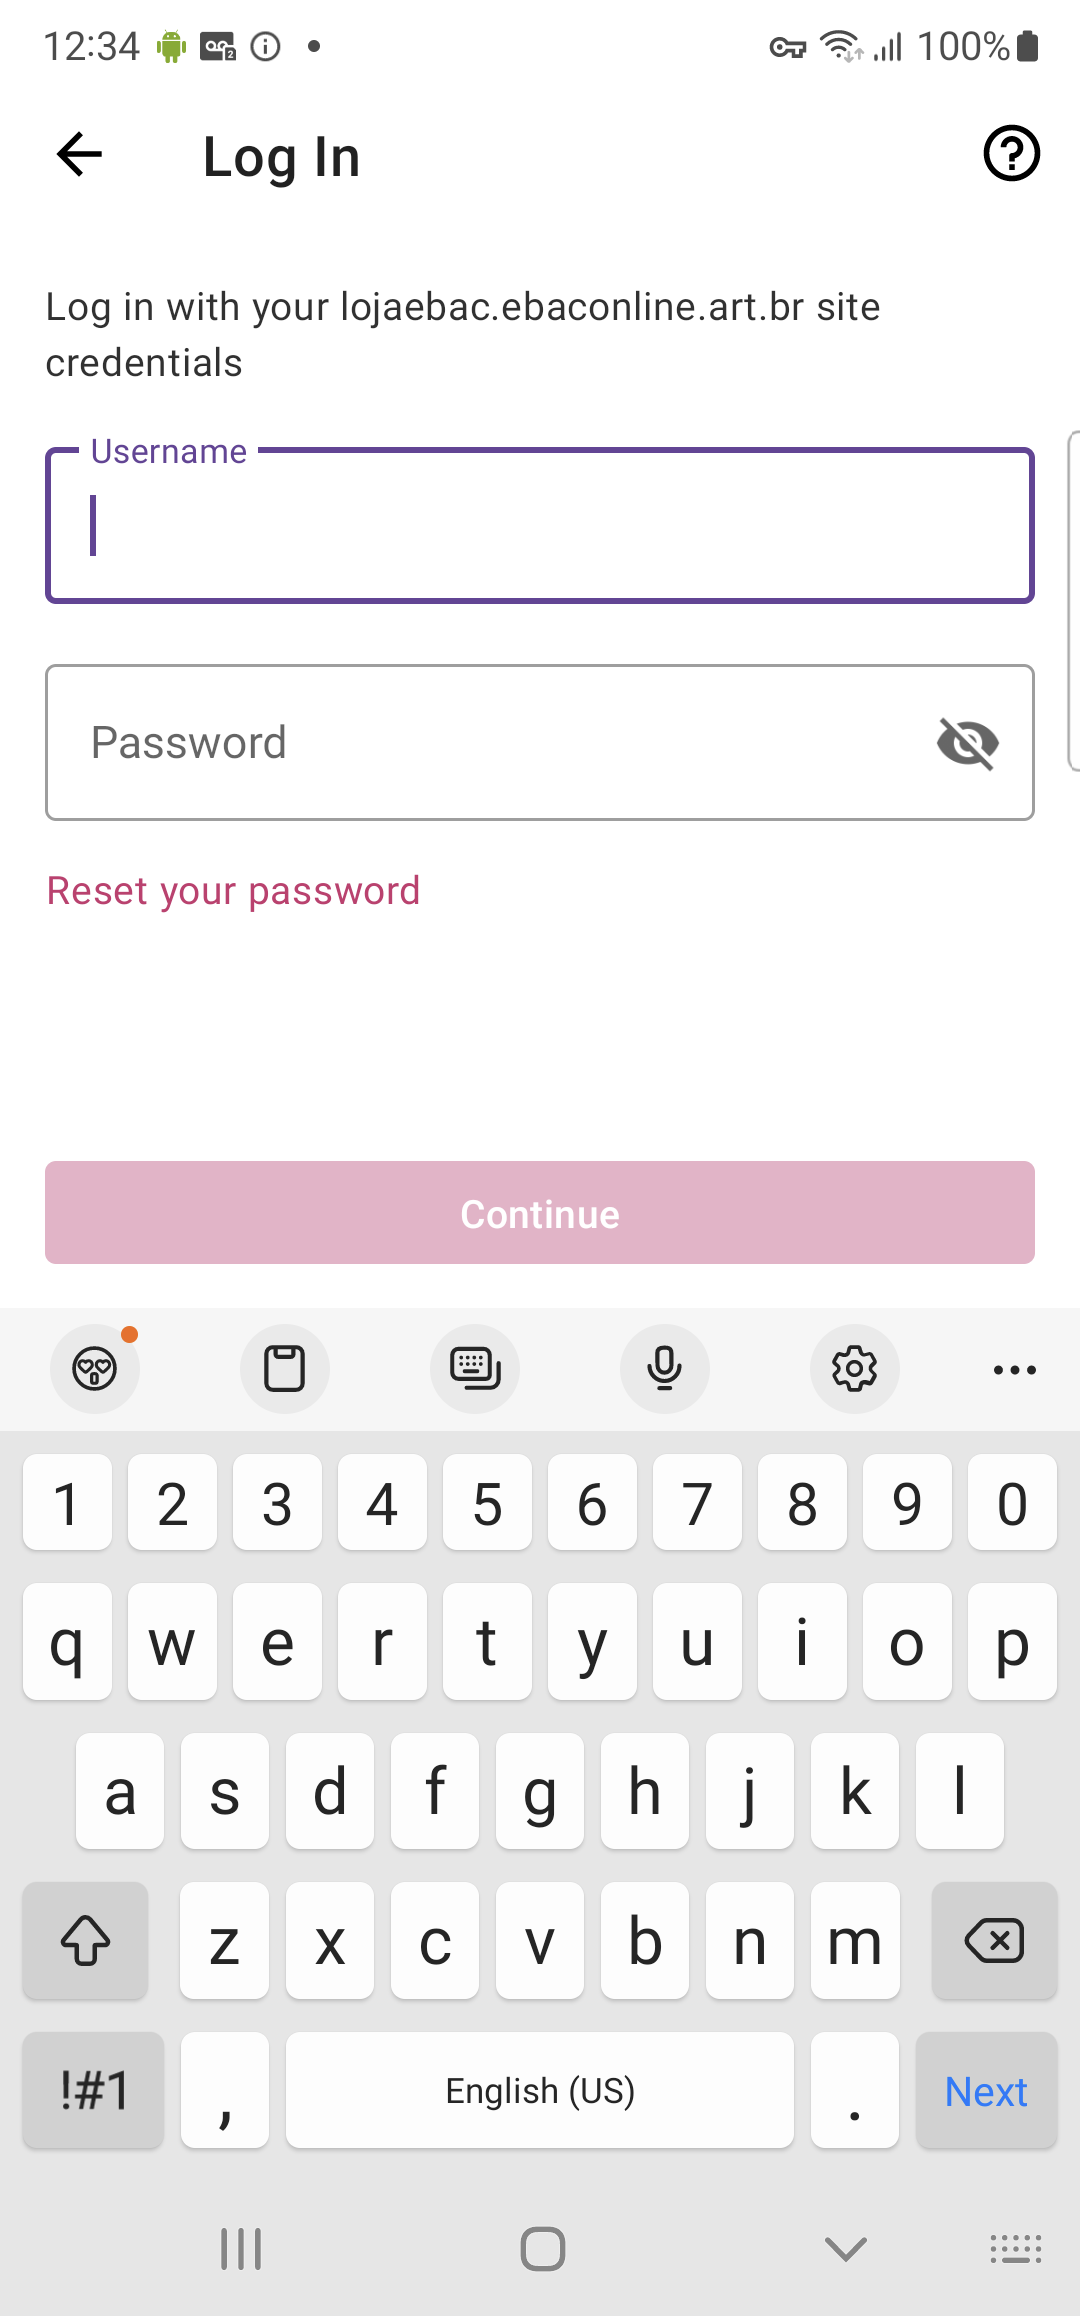 12:34
100%
Log In
Log in with your lojaebac.ebaconline.art.br site
credentials
Username
Password
Reset your password
Continue
1 2 3 4 5 6 7 8 9 0
q w e r t y u i o p
a s d f g h j k l
z x c v b n m
!#1 , English (US) . Next